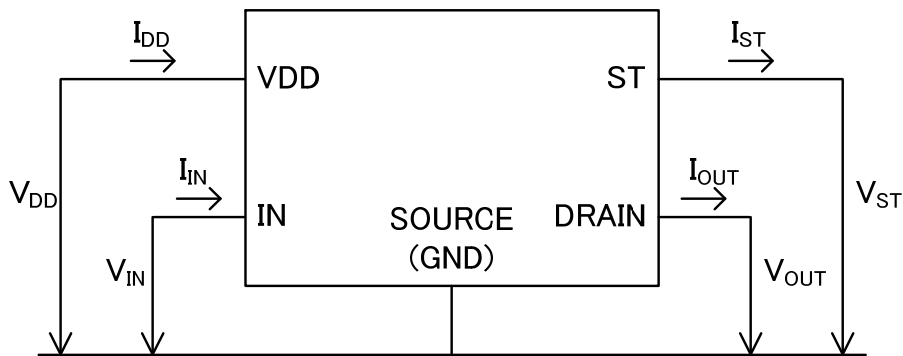 I_DD
I_ST
VDD
ST
I_IN
I_OUT
V_DD
V_ST
IN
SOURCE
(GND)
DRAIN
V_IN
V_OUT